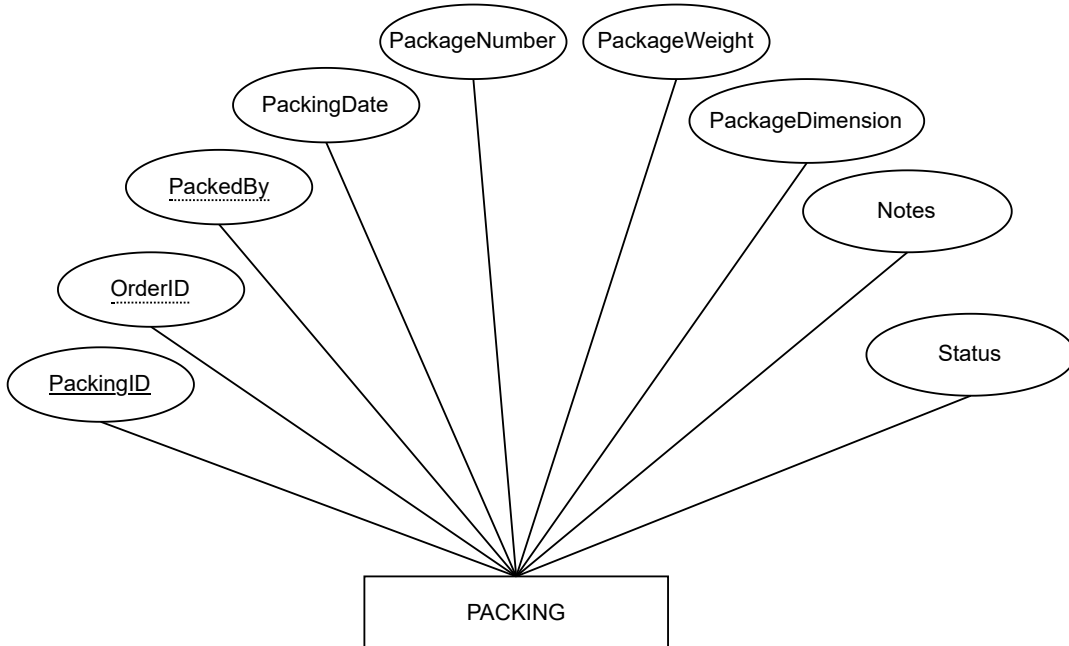 PackageNumber
PackageWeight
PackingDate
PackageDimension
PackedBy
Notes
OrderID
Status
PackingID
PACKING